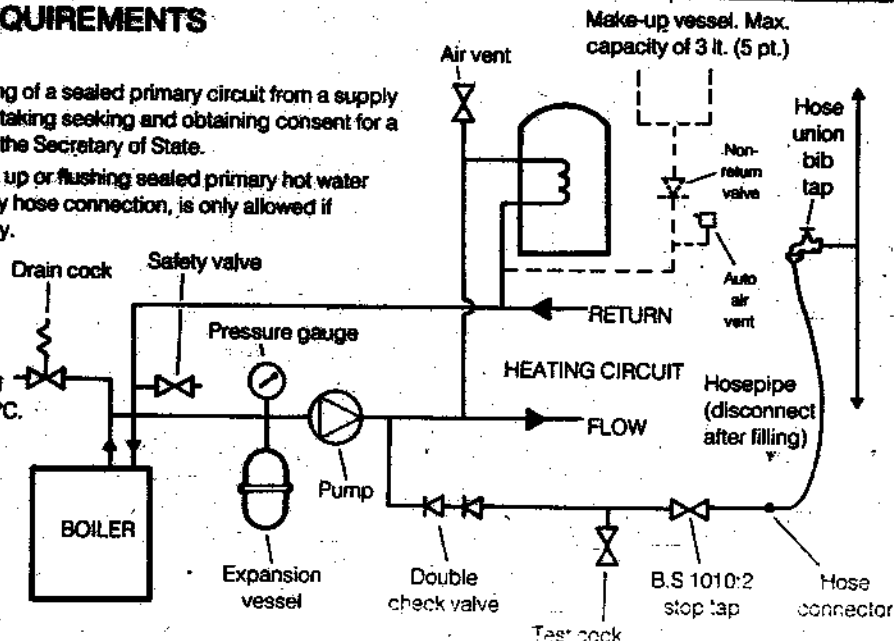 QUIREMENTS
ng of a sealed primary circuit from a supply
taking seeking and obtaining consent for a
the Secretary of State.
up or flushing sealed primary hot water
y hose connection, is only allowed if
y.
Make-up vessel. Max.
capacity of 3 lt. (5 pt.)
Air vent
Hose
union
bib
tap
Non-
return
valve
Auto
air
vent
Drain cock
Safety valve
Pressure gauge
RETURN
HEATING CIRCUIT
FLOW
°C.
Hosepipe
(disconnect
after filling)
Pump
BOILER
Expansion
vessel
Double
check valve
Test cock
B.S 1010:2
stop tap
Hose
connector